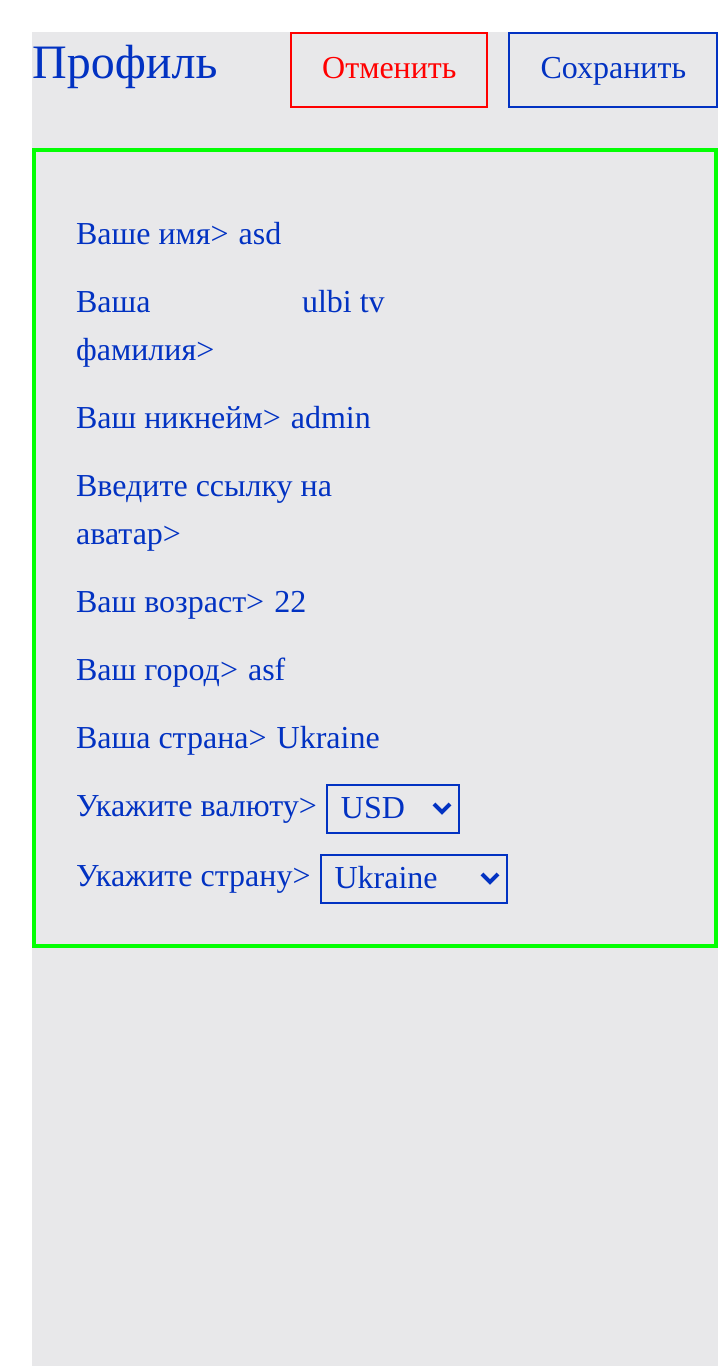 Профиль Отменить Сохранить
Ваше имя> asd
Ваша ulbi tv
фамилия>
Ваш никнейм> admin
Введите ссылку на
аватар>
Ваш возраст> 22
Ваш город> asf
Ваша страна> Ukraine
Укажите валюту> USD
Укажите страну> Ukraine